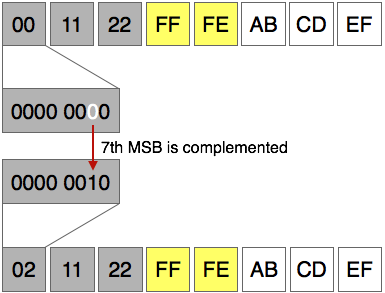 00 11 22 FF FE AB CD EF
0000 0000
7th MSB is complemented
0000 0010
02 11 22 FF FE AB CD EF